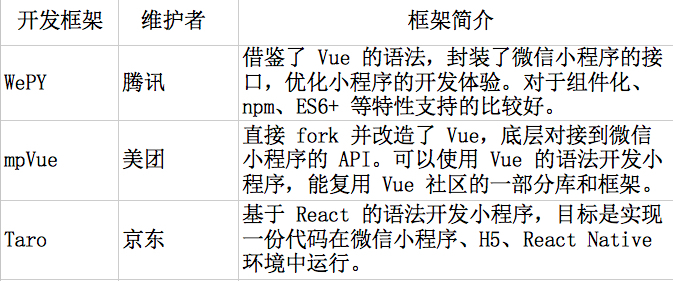 开发框架 维护者 框架简介
借鉴了 Vue 的语法，封装了微信小程序的接
WePY 腾讯 口，优化小程序的开发体验。对于组件化、
npm、ES6+ 等特性支持的比较好。
直接 fork 并改造了 Vue，底层对接到微信
mpVue 美团 小程序的 API。可以使用 Vue 的语法开发小
程序，能复用 Vue 社区的一部分库和框架。
基于 React 的语法开发小程序，目标是实现
Taro 京东 一份代码在微信小程序、H5、React Native
环境中运行。